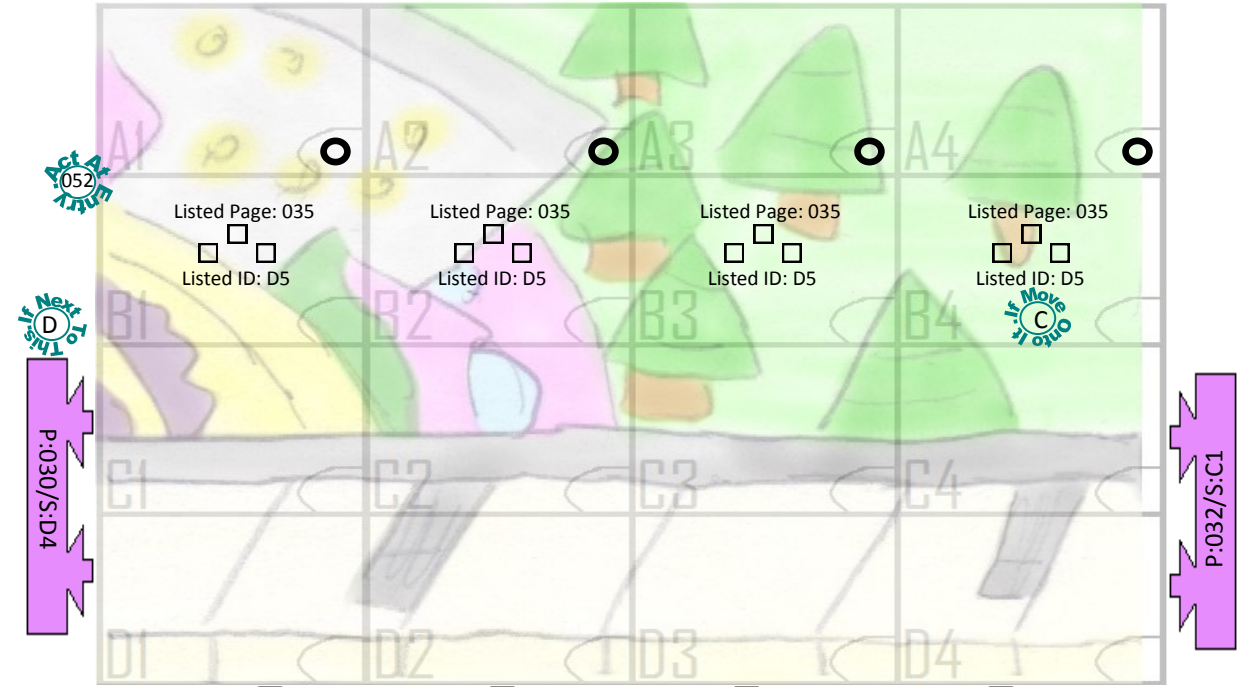 A1
A2
A3
A4
Act At Entry.
052
Listed Page: 035
Listed ID: D5
Listed Page: 035
Listed ID: D5
Listed Page: 035
Listed ID: D5
Listed Page: 035
Listed ID: D5
If Next To This.
D
B1
B2
B3
B4
If Move Onto It.
C
P:030/S:D4
P:032/S:C1
C1
C2
C3
C4
D1
D2
D3
D4